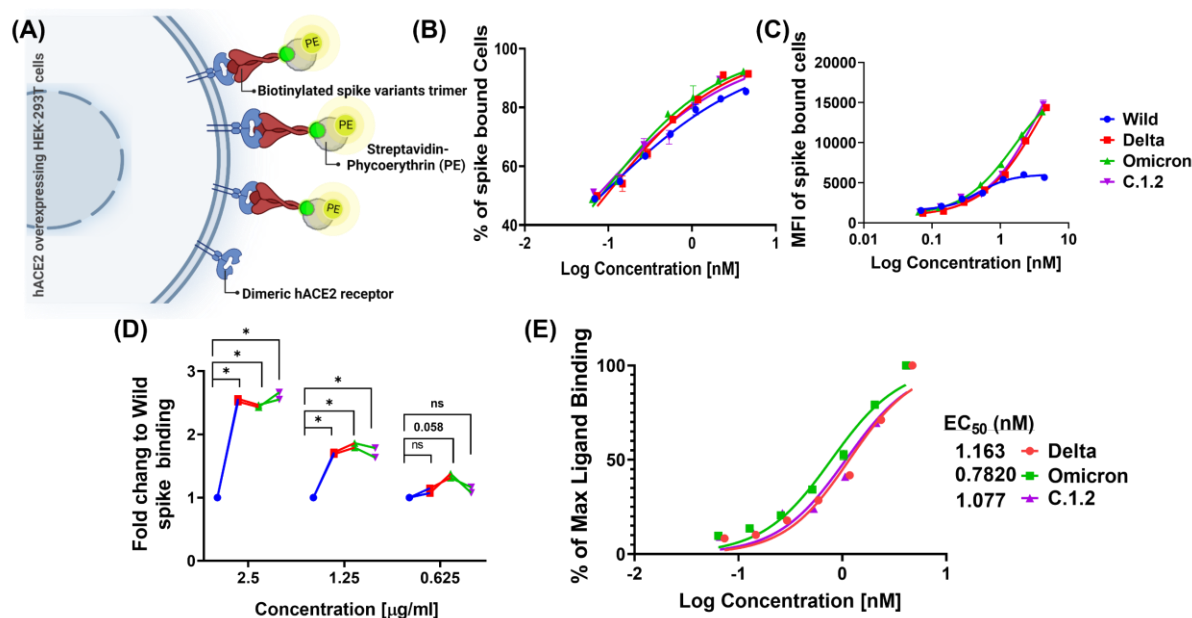 (A)
hACE2 overexpressing HEK-293T cells
PE
Biotinylated spike variants trimer
PE
Streptavidin-
Phycoerythrin (PE)
PE
Dimeric hACE2 receptor
(B)
% of spike bound Cells
100
80
60
40
-2
-1
0
1
Log Concentration [nM]
(C)
MFI of spike bound cells
20000
15000
10000
5000
0
0.01
0.1
1
10
Log Concentration [nM]
Wild
Delta
Omicron
C.1.2
(D)
Fold chang to Wild
spike binding
3
2
1
0
*
*
*
*
*
*
ns
0.058
ns
2.5
1.25
0.625
Concentration [µg/ml]
(E)
% of Max Ligand Binding
100
50
0
-2
-1
0
1
Log Concentration [nM]
EC50 (nM)
1.163 Delta
0.7820 Omicron
1.077 C.1.2